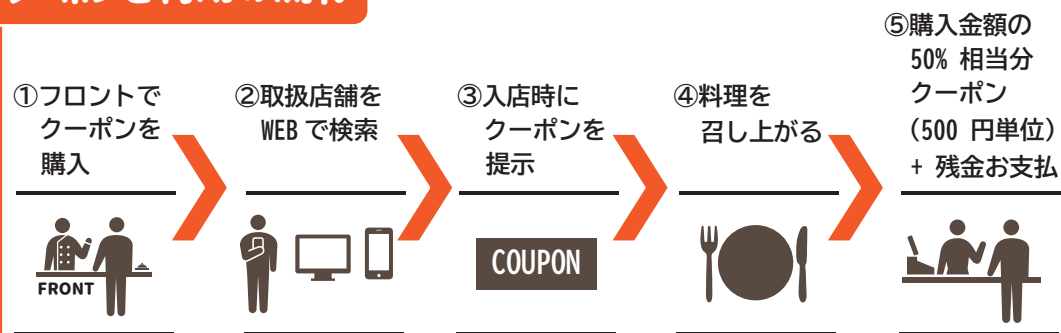 ①フロントで
クーポンを
購入
②取扱店舗を
WEB で検索
③入店時に
クーポンを
提示
④料理を
召し上がる
⑤購入金額の
50% 相当分
クーポン
(500 円単位)
+ 残金お支払
FRONT
COUPON